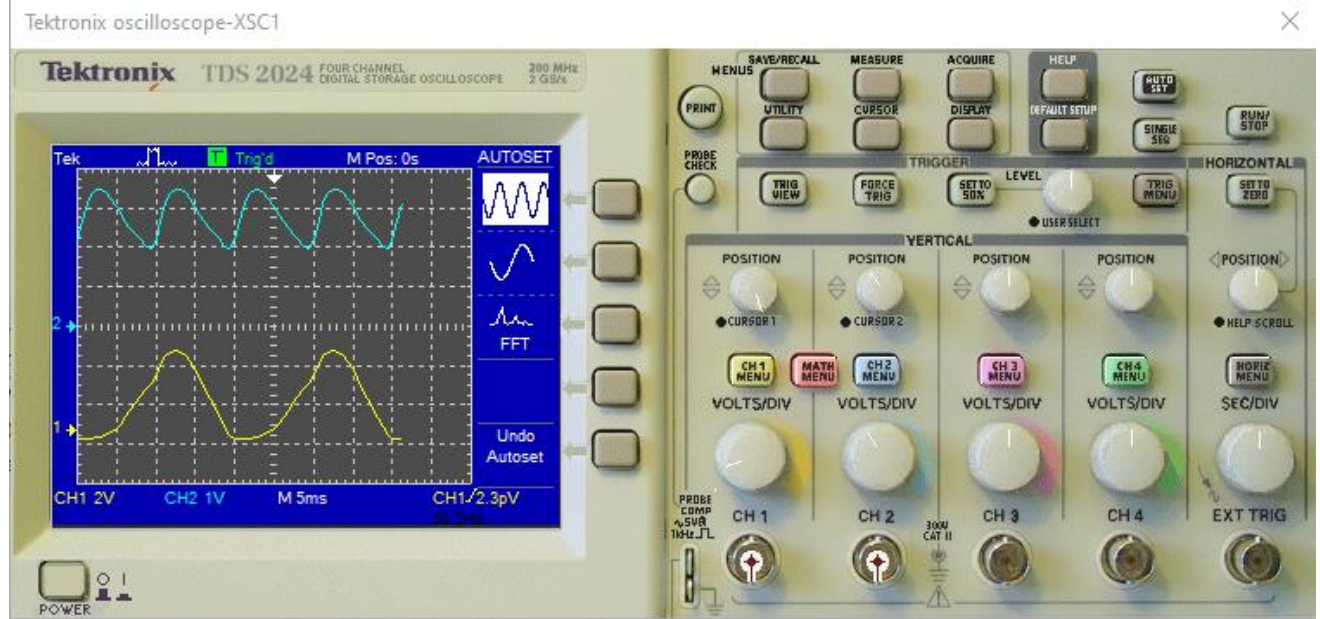 Tektronix oscilloscope-XSC1
Tektronix TDS 2024 FOUR CHANNEL DIGITAL STORAGE OSCILLOSCOPE 200 MHz 2 GS/s
Tek T Trig'd M Pos: 0s AUTOSET
FFT
2
1
Undo
Autoset
CH1 2V CH2 1V M 5ms CH1 2.3pV
POWER
MENUS
SAVE/RECALL MEASURE ACQUIRE
UTILITY CURSOR DISPLAY
HELP
DEFAULT SETUP
AUTO SET
SINGLE SEQ
RUN/ STOP
PRINT
PROBE CHECK
TRIGGER
TRIG VIEW
FORCE TRIG
SET TO 50%
LEVEL
USER SELECT
TRIG MENU
HORIZONTAL
SET TO ZERO
VERTICAL
POSITION POSITION POSITION POSITION POSITION
CURSOR 1 CURSOR 2 HELP SCROLL
CH 1 MENU
MATH MENU
CH 2 MENU
CH 3 MENU
CH 4 MENU
HORIZ MENU
VOLTS/DIV VOLTS/DIV VOLTS/DIV VOLTS/DIV SEC/DIV
PROBE
COMP
~5V@
1kHz
CH 1 CH 2 CH 3 CH 4 EXT TRIG
300V
CAT II